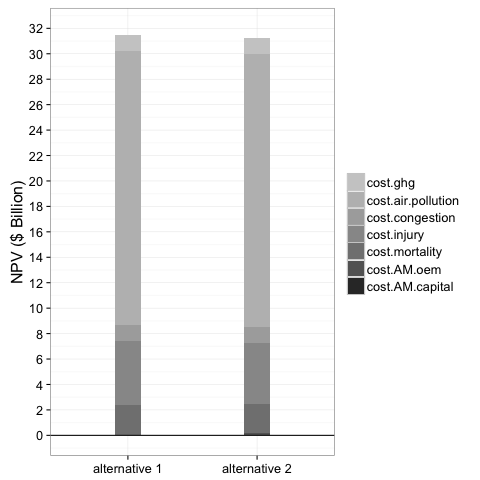 NPV ($ Billion)
32
30
28
26
24
22
20
18
16
14
12
10
8
6
4
2
0
alternative 1
alternative 2
cost.ghg
cost.air.pollution
cost.congestion
cost.injury
cost.mortality
cost.AM.oem
cost.AM.capital